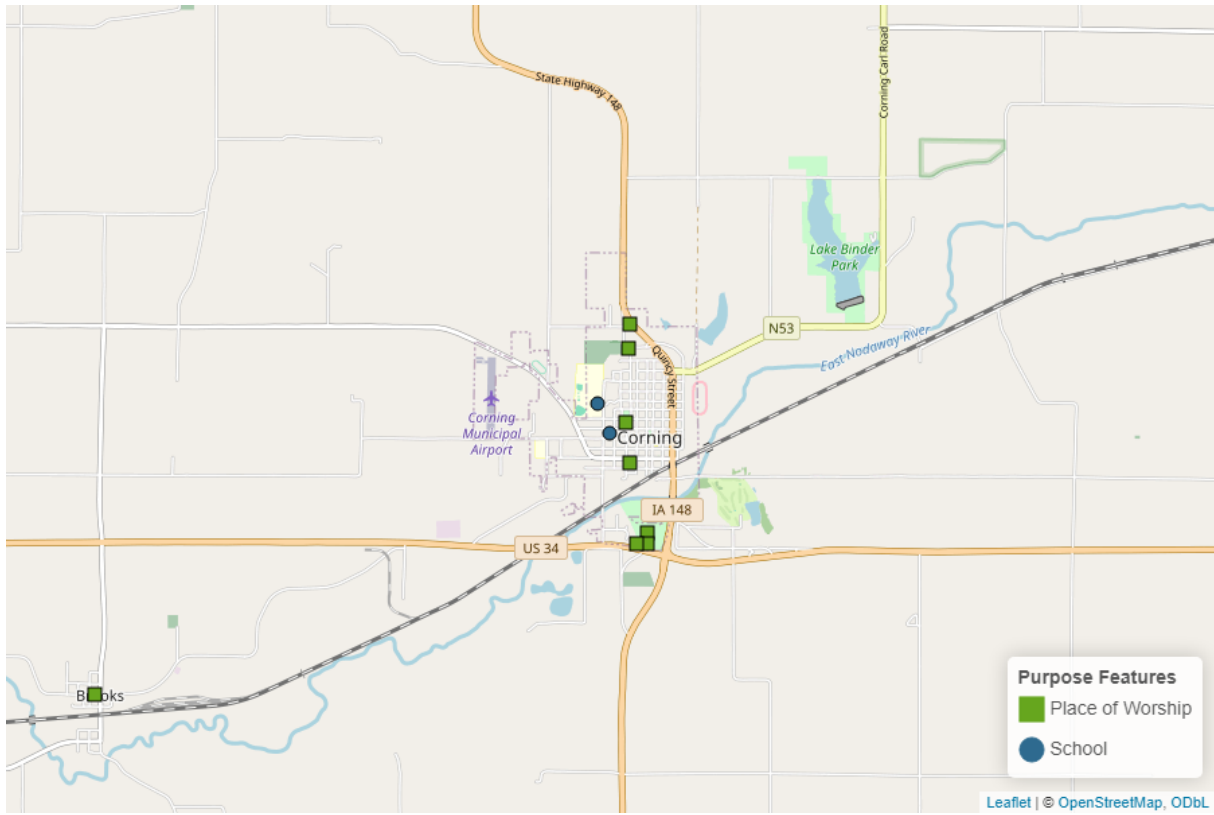 State Highway 148
Corning Carl Road
Lake Binder
Park
N53
East Nodaway River
Quincy Street
Corning
Municipal
Airport
Corning
IA 148
US 34
Purpose Features
Place of Worship
School
Leaflet | © OpenStreetMap, ODbL